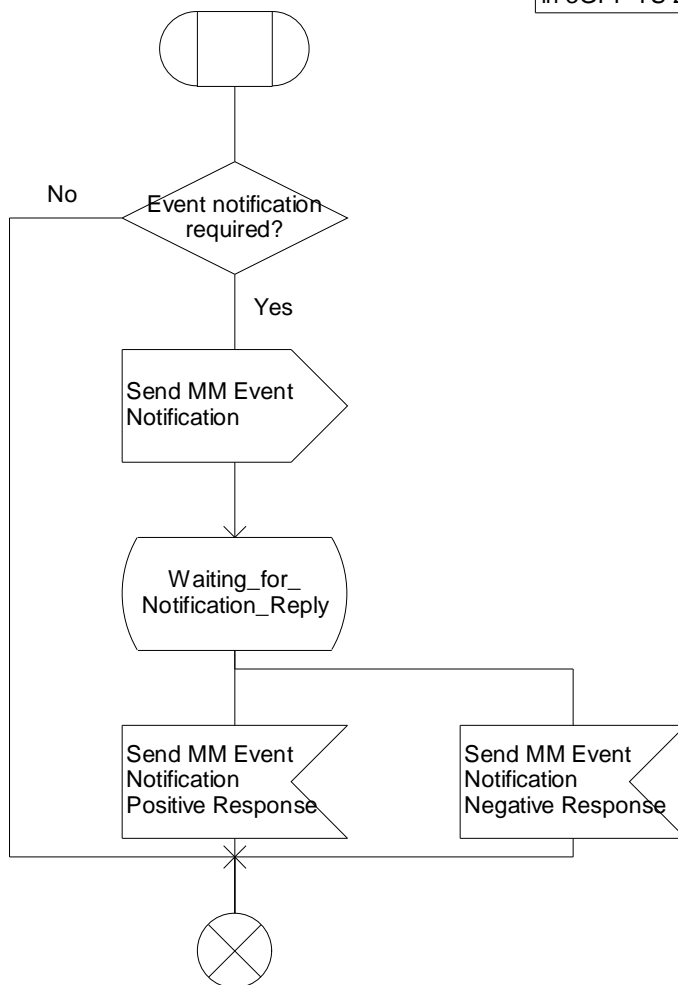 No
Event notification
required?
Yes
Send MM Event
Notification
Waiting_for_
Notification_Reply
Send MM Event
Notification
Positive Response
Send MM Event
Notification
Negative Response